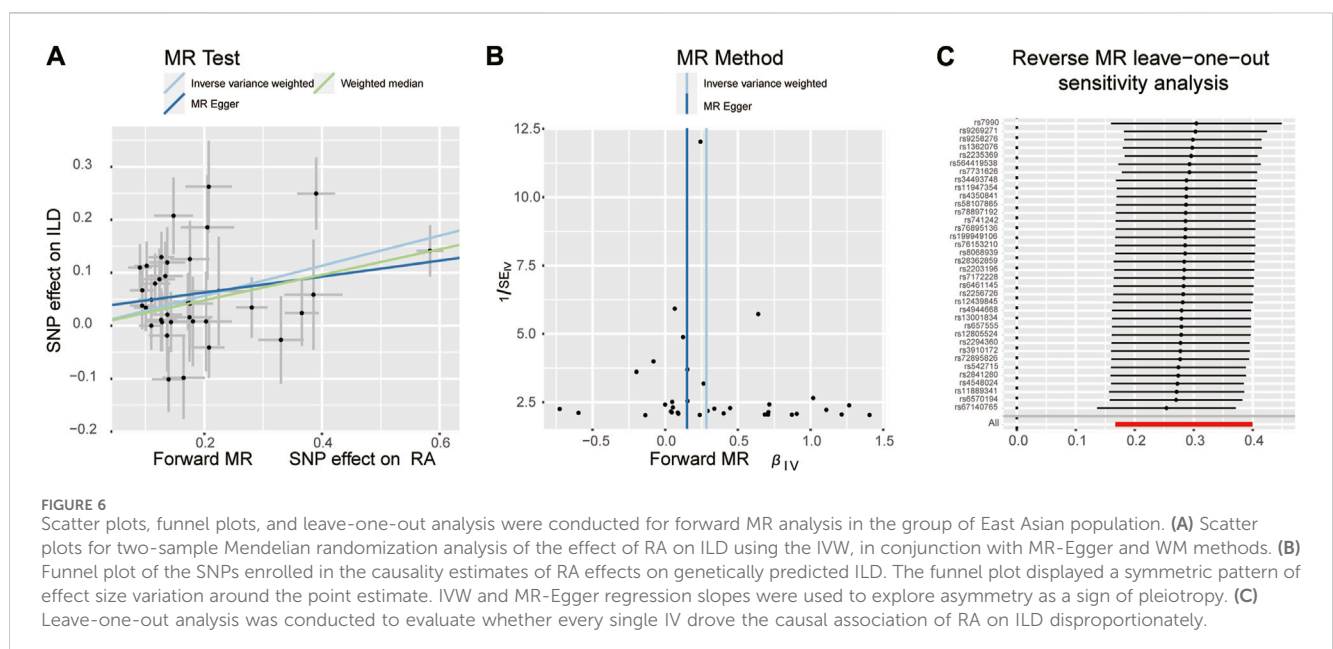 A
MR Test
Inverse variance weighted
Weighted median
MR Egger
SNP effect on ILD
0.3
0.2
0.1
0.0
−0.1
−0.2
0.2
0.4
0.6
Forward MR
SNP effect on RA
B
MR Method
Inverse variance weighted
MR Egger
1/SE IV
12.5
10.0
7.5
5.0
2.5
−0.5
0.0
0.5
1.0
1.5
Forward MR
β IV
C
Reverse MR leave−one−out
sensitivity analysis
rs7990
rs9269271
rs9258276
rs1362076
rs2235369
rs564419538
rs7731626
rs34493748
rs11947354
rs4350841
rs58107865
rs78897192
rs741242
rs76895136
rs199949106
rs76153210
rs8068939
rs28362859
rs2203196
rs7172228
rs6461145
rs2256726
rs12439845
rs4944668
rs13001834
rs657555
rs12805524
rs2294360
rs3910172
rs72895826
rs542715
rs2841280
rs4548024
rs11889341
rs6570194
rs67140765
All
0.0
0.1
0.2
0.3
0.4
FIGURE 6
Scatter plots, funnel plots, and leave-one-out analysis were conducted for forward MR analysis in the group of East Asian population. (A) Scatter
plots for two-sample Mendelian randomization analysis of the effect of RA on ILD using the IVW, in conjunction with MR-Egger and WM methods. (B)
Funnel plot of the SNPs enrolled in the causality estimates of RA effects on genetically predicted ILD. The funnel plot displayed a symmetric pattern of
effect size variation around the point estimate. IVW and MR-Egger regression slopes were used to explore asymmetry as a sign of pleiotropy. (C)
Leave-one-out analysis was conducted to evaluate whether every single IV drove the causal association of RA on ILD disproportionately.